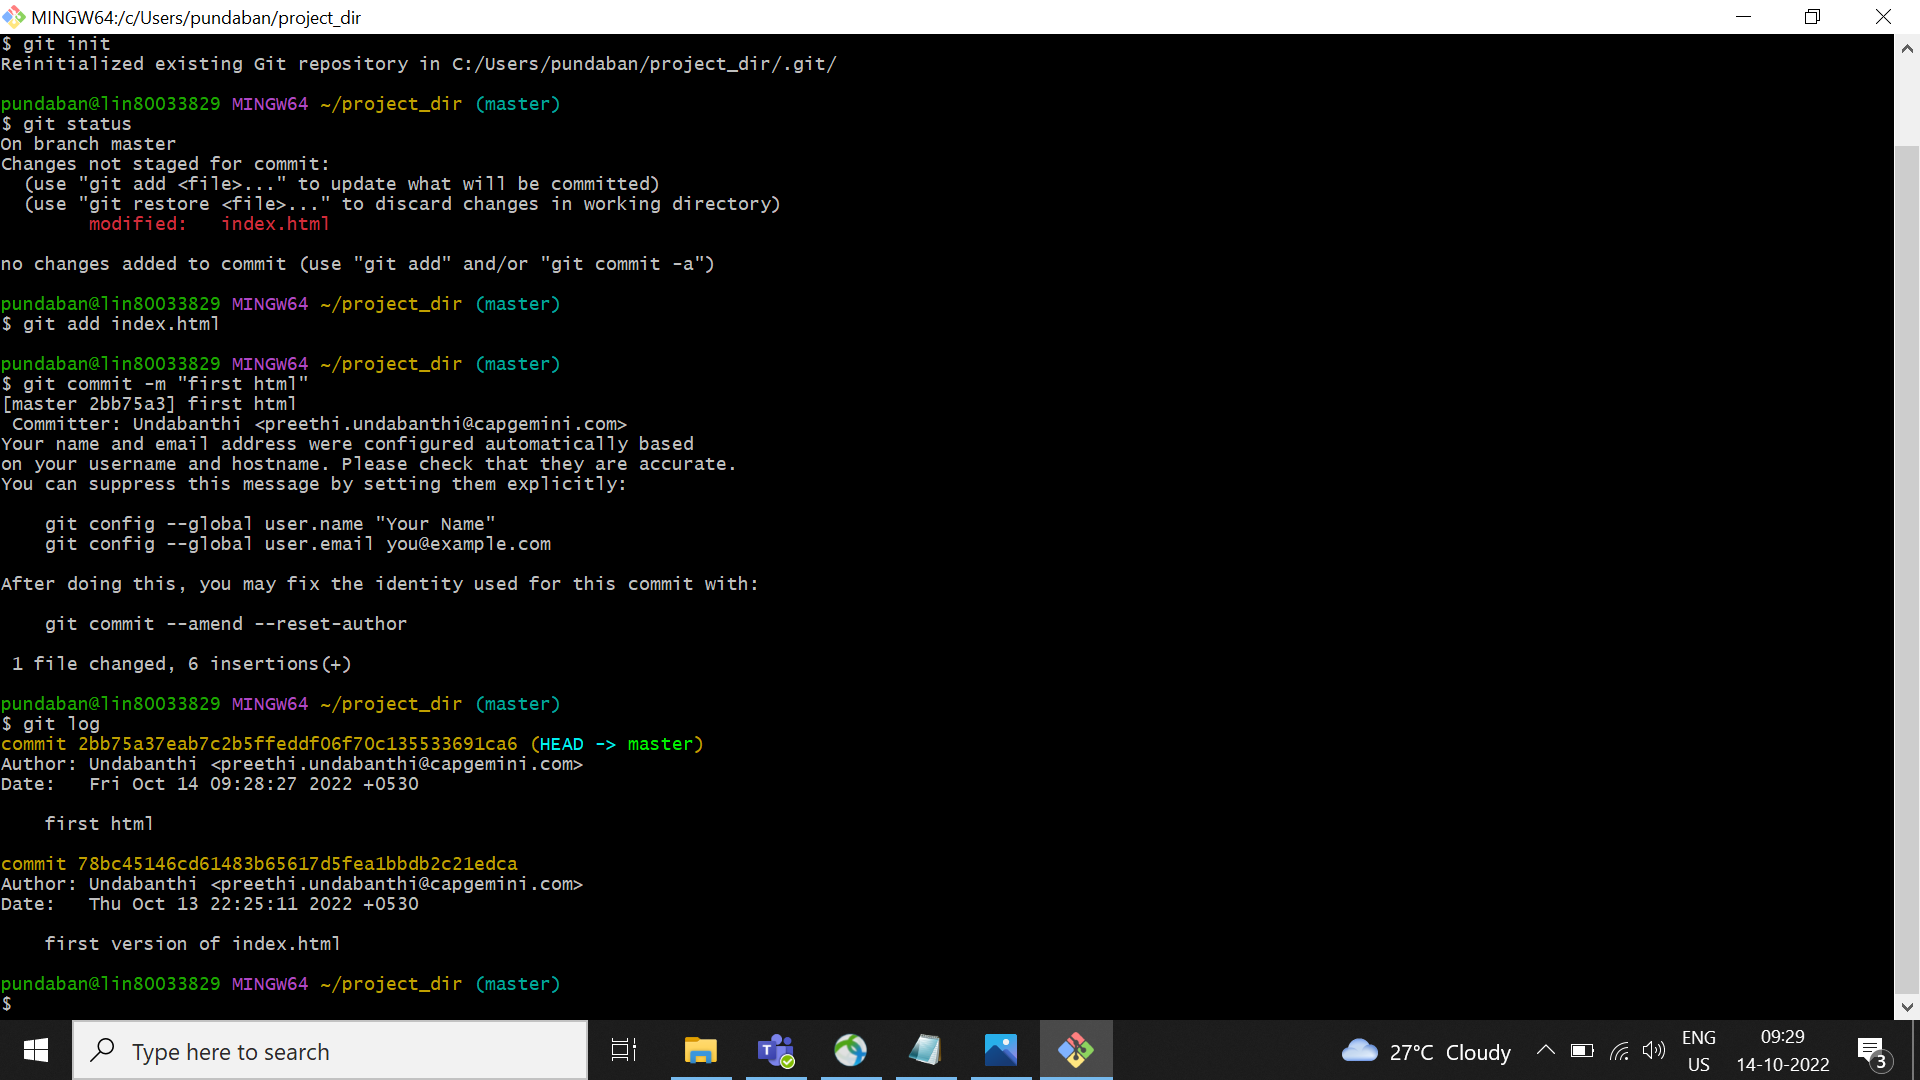 MINGW64:/c/Users/pundaban/project_dir
$ git init
Reinitialized existing Git repository in C:/Users/pundaban/project_dir/.git/
pundaban@lin80033829 MINGW64 ~/project_dir (master)
$ git status
On branch master
Changes not staged for commit:
  (use "git add <file>..." to update what will be committed)
  (use "git restore <file>..." to discard changes in working directory)
        modified:   index.html
no changes added to commit (use "git add" and/or "git commit -a")
pundaban@lin80033829 MINGW64 ~/project_dir (master)
$ git add index.html
pundaban@lin80033829 MINGW64 ~/project_dir (master)
$ git commit -m "first html"
[master 2bb75a3] first html
 Committer: Undabanthi <preethi.undabanthi@capgemini.com>
Your name and email address were configured automatically based
on your username and hostname. Please check that they are accurate.
You can suppress this message by setting them explicitly:
    git config --global user.name "Your Name"
    git config --global user.email you@example.com
After doing this, you may fix the identity used for this commit with:
    git commit --amend --reset-author
 1 file changed, 6 insertions(+)
pundaban@lin80033829 MINGW64 ~/project_dir (master)
$ git log
commit 2bb75a37eab7c2b5ffeddf06f70c135533691ca6 (HEAD -> master)
Author: Undabanthi <preethi.undabanthi@capgemini.com>
Date:   Fri Oct 14 09:28:27 2022 +0530
    first html
commit 78bc45146cd61483b65617d5fea1bbdb2c21edca
Author: Undabanthi <preethi.undabanthi@capgemini.com>
Date:   Thu Oct 13 22:25:11 2022 +0530
    first version of index.html
pundaban@lin80033829 MINGW64 ~/project_dir (master)
$
Type here to search
T
27°C Cloudy
ENG
US
09:29
14-10-2022
3